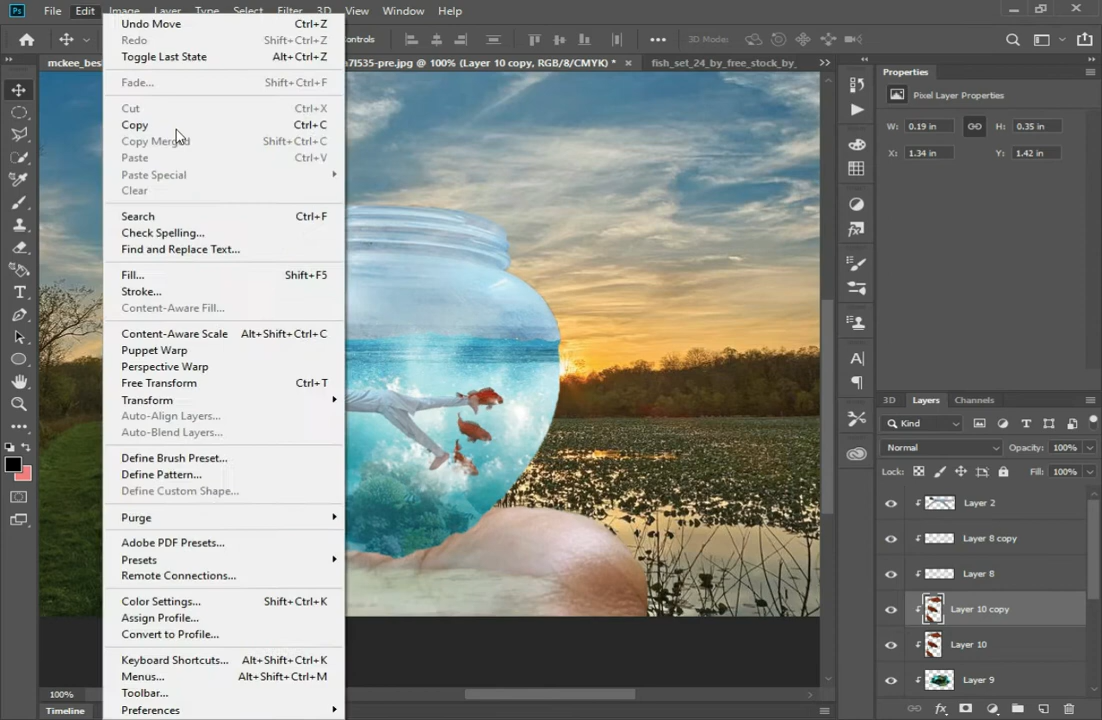 Ps File Edit Image Layer Type Select Filter 3D View Window Help
Controls
3D Mode:
mckee_bes
a7l535-pre.jpg @ 100% (Layer 10 copy, RGB/8/CMYK) *
fish_set_24_by_free_stock_by_
Undo Move Ctrl+Z
Redo Shift+Ctrl+Z
Toggle Last State Alt+Ctrl+Z
Fade... Shift+Ctrl+F
Cut Ctrl+X
Copy Ctrl+C
Copy Merged Shift+Ctrl+C
Paste Ctrl+V
Paste Special
Clear
Search Ctrl+F
Check Spelling...
Find and Replace Text...
Fill... Shift+F5
Stroke...
Content-Aware Fill...
Content-Aware Scale Alt+Shift+Ctrl+C
Puppet Warp
Perspective Warp
Free Transform Ctrl+T
Transform
Auto-Align Layers...
Auto-Blend Layers...
Define Brush Preset...
Define Pattern...
Define Custom Shape...
Purge
Adobe PDF Presets...
Presets
Remote Connections...
Color Settings... Shift+Ctrl+K
Assign Profile...
Convert to Profile...
Keyboard Shortcuts... Alt+Shift+Ctrl+K
Menus... Alt+Shift+Ctrl+M
Toolbar...
Preferences
Properties
Pixel Layer Properties
W: 0.19 in H: 0.35 in
X: 1.34 in Y: 1.42 in
3D Layers Channels
Kind
Normal Opacity: 100%
Lock: Fill: 100%
Layer 2
Layer 8 copy
Layer 8
Layer 10 copy
Layer 10
Layer 9
100%
Timeline